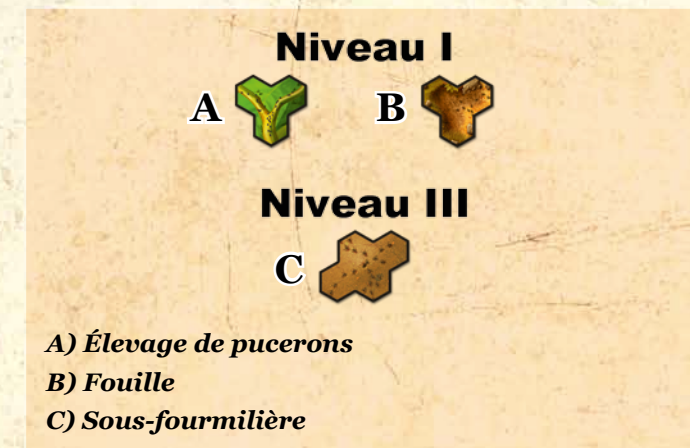 Niveau I
A B
Niveau III
C
A) Élevage de pucerons
B) Fouille
C) Sous-fourmilière